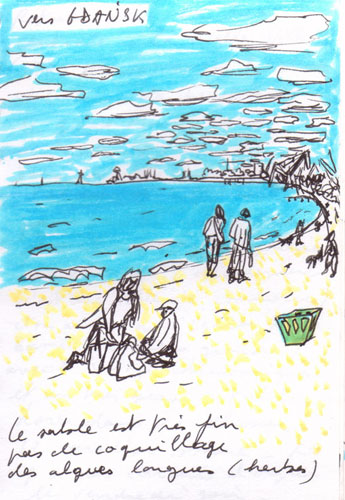 vers GDAŃSK
le sable est très fin
pas de coquillage
des algues longues (herbes)